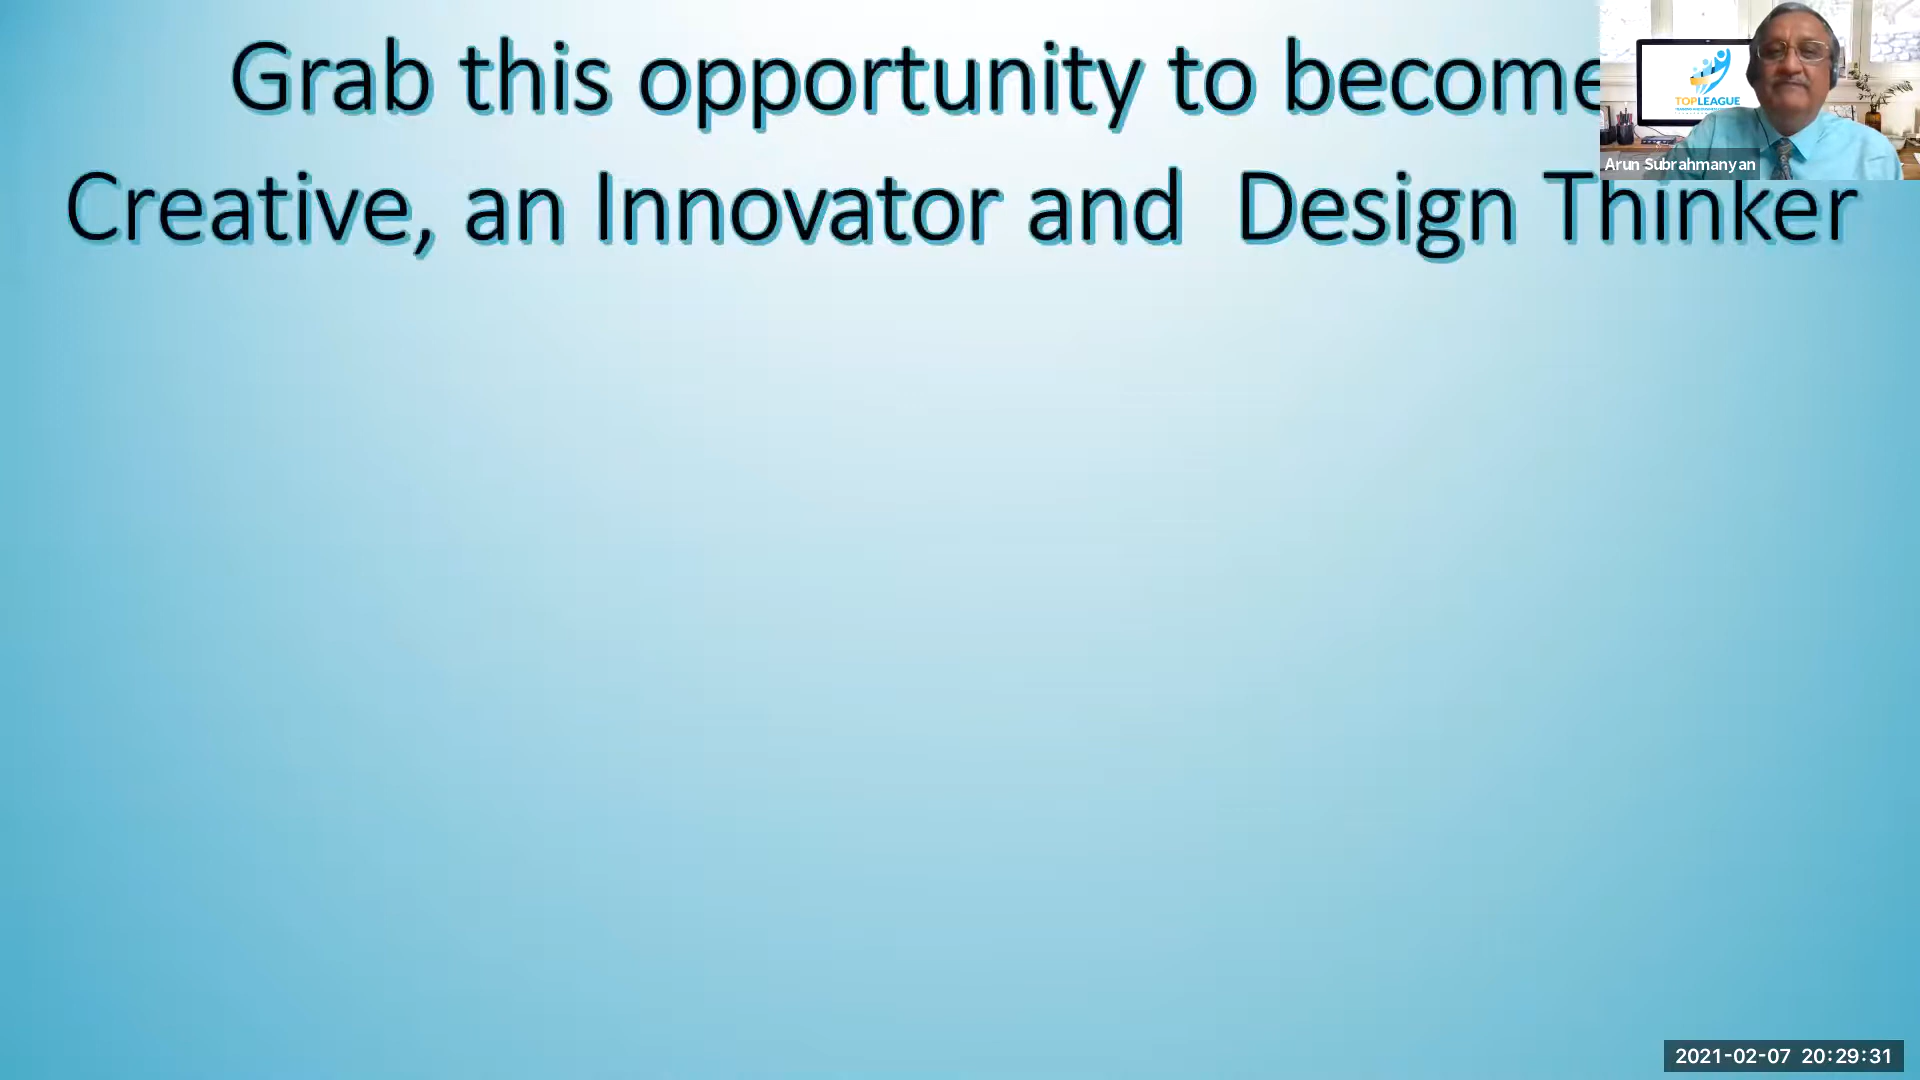 Grab this opportunity to become
Creative, an Innovator and Design Thinker
TOPLEAGUE
Arun Subrahmanyan
2021-02-07 20:29:31